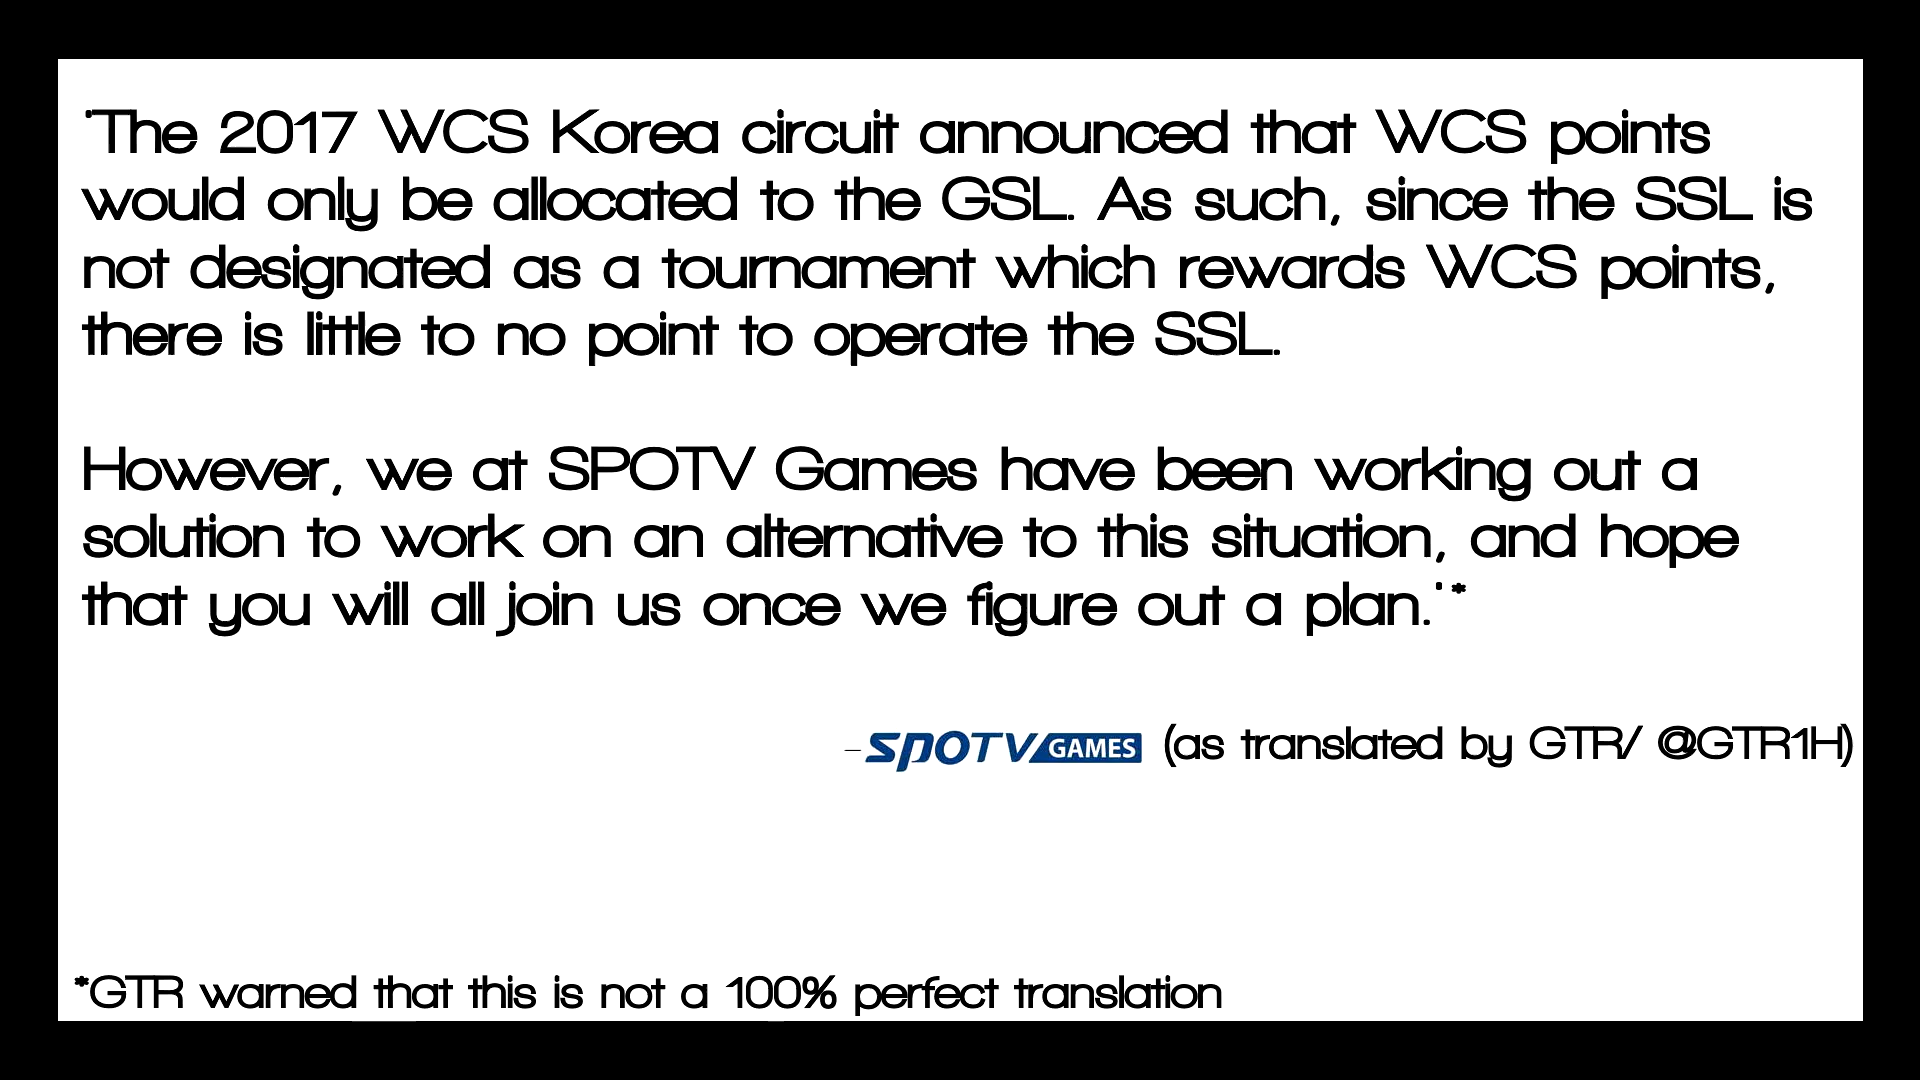 'The 2017 WCS Korea circuit announced that WCS points
would only be allocated to the GSL. As such, since the SSL is
not designated as a tournament which rewards WCS points,
there is little to no point to operate the SSL.
However, we at SPOTV Games have been working out a
solution to work on an alternative to this situation, and hope
that you will all join us once we figure out a plan.'*
- SPOTV GAMES (as translated by GTR/ @GTR1H)
*GTR warned that this is not a 100% perfect translation